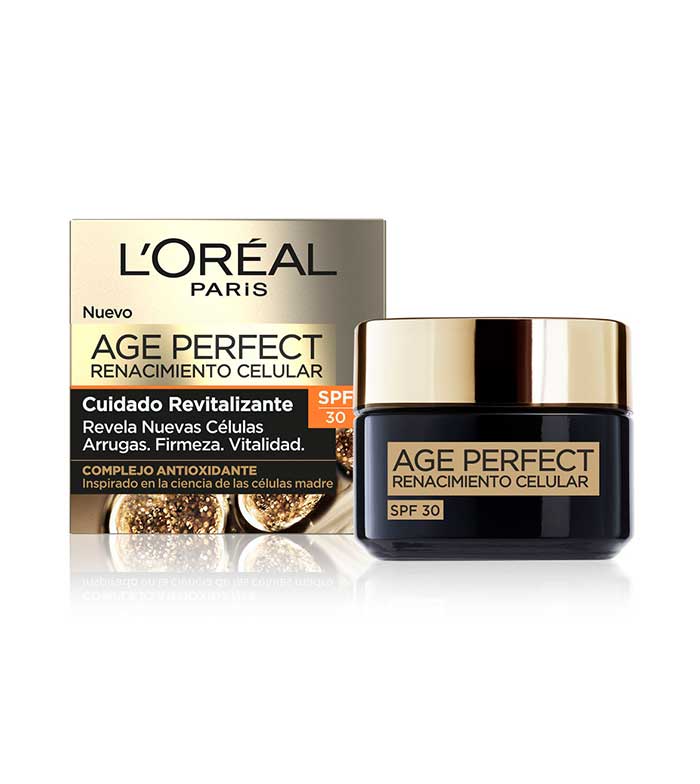 L'ORÉAL
PARIS
Nuevo
AGE PERFECT
RENACIMIENTO CELULAR
Cuidado Revitalizante
SPF
30
Revela Nuevas Células
Arrugas. Firmeza. Vitalidad.
COMPLEJO ANTIOXIDANTE
Inspirado en la ciencia de las células madre
AGE PERFECT
RENACIMIENTO CELULAR
SPF 30